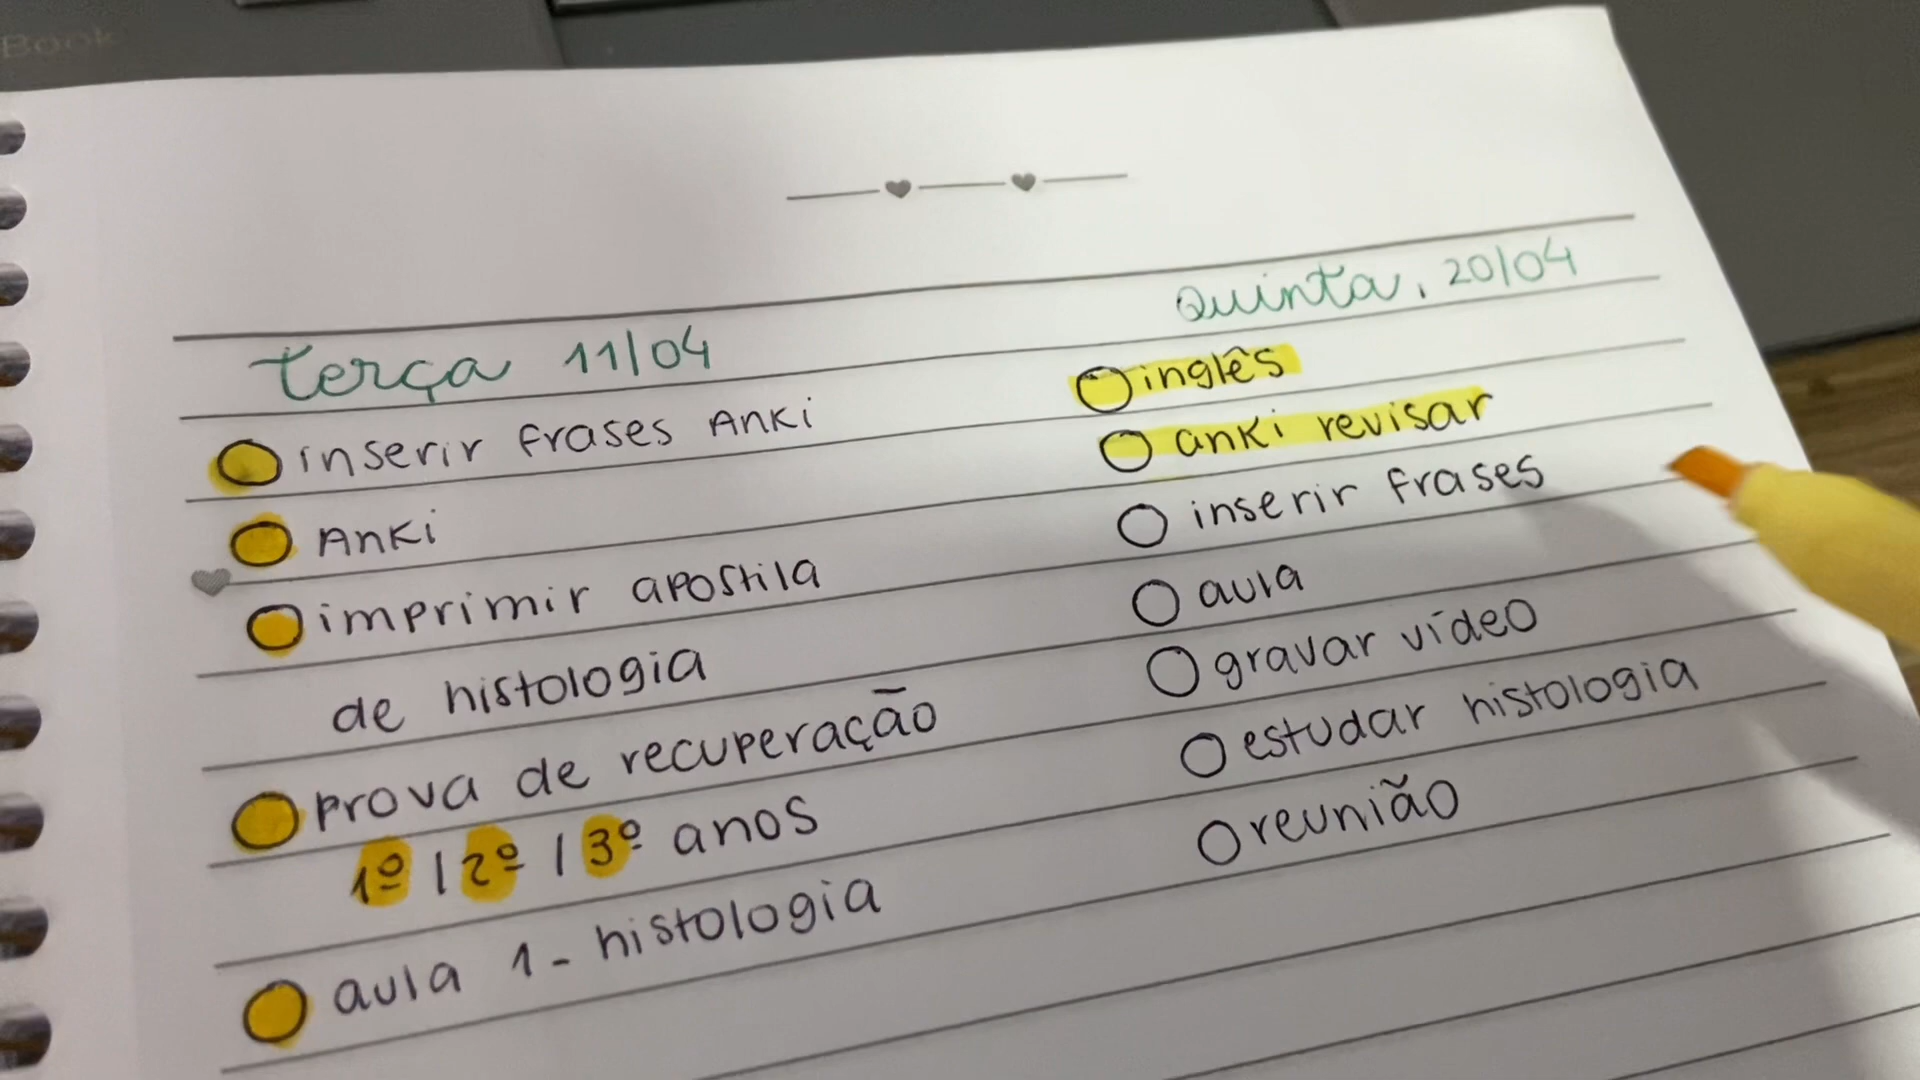 Book
terça 11/04
inserir frases Anki
Anki
imprimir apostila
de histologia
prova de recuperação
1º | 2º | 3º anos
aula 1 - histologia
Quinta, 20/04
inglês
anki revisar
inserir frases
aula
gravar vídeo
estudar histologia
reunião